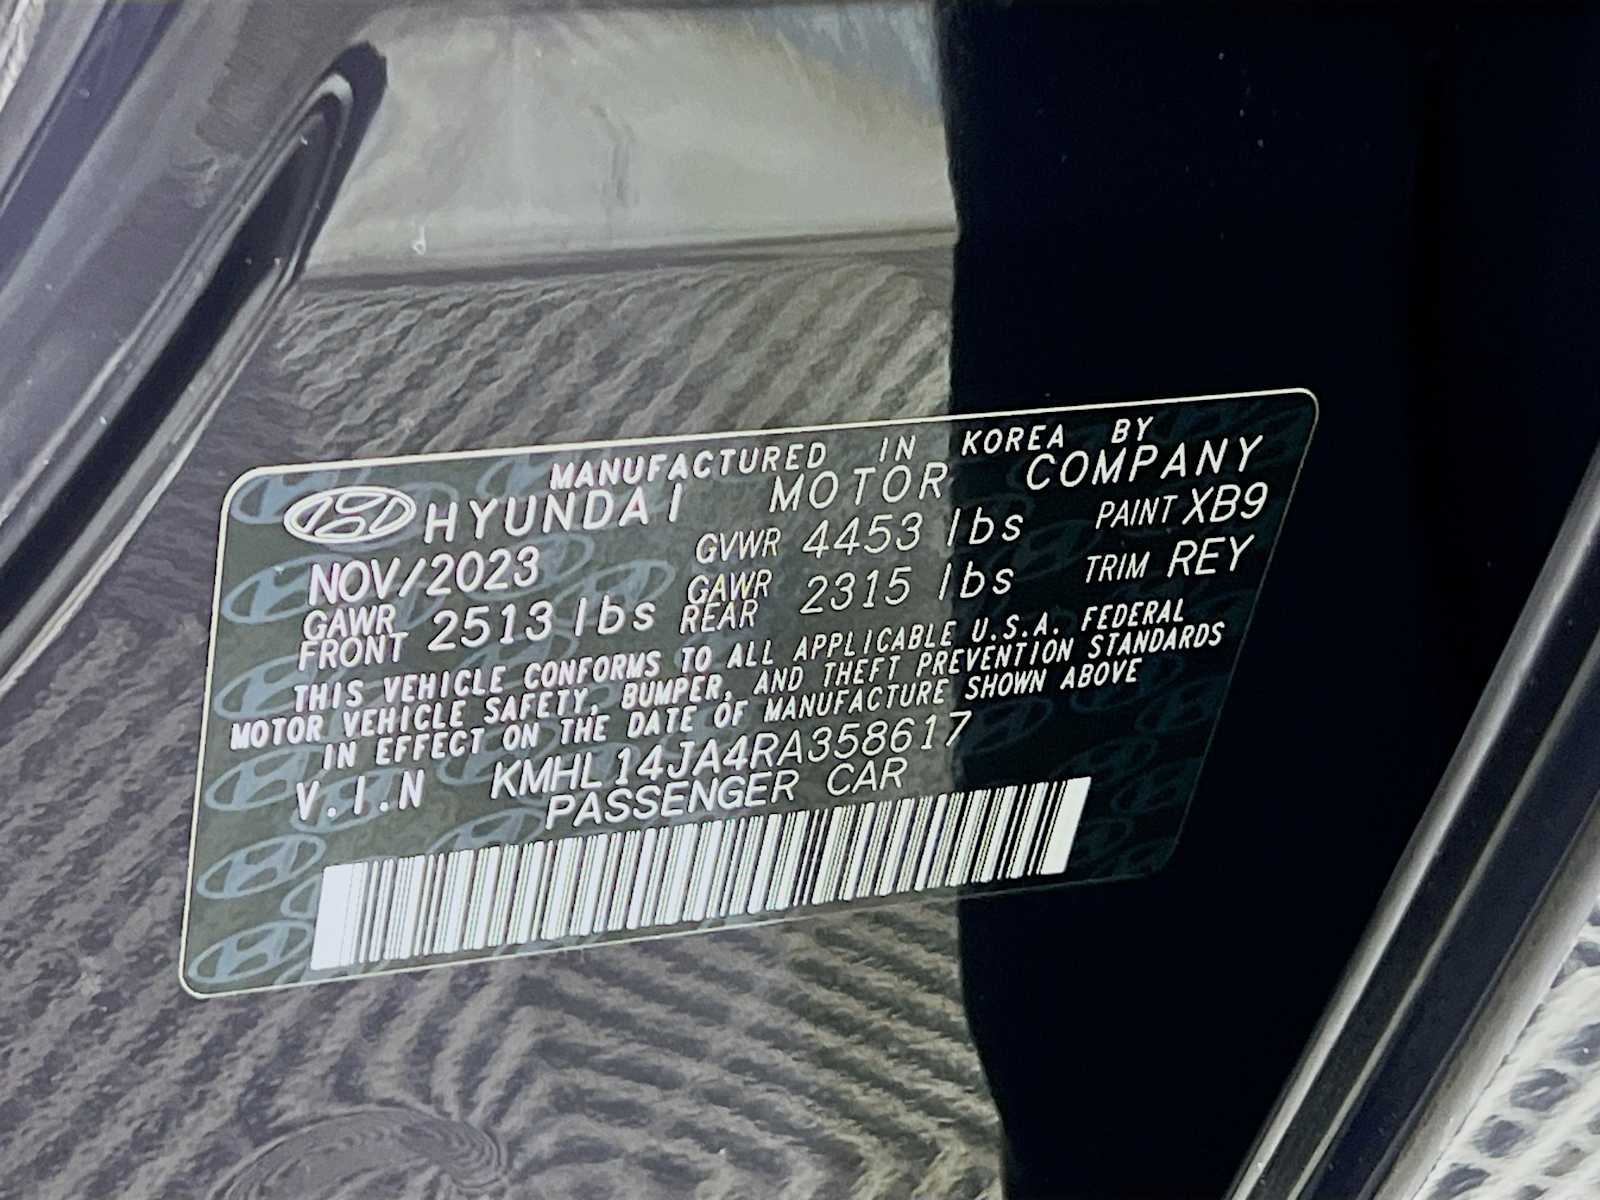 MANUFACTURED IN KOREA BY
HYUNDAI MOTOR COMPANY
NOV/2023 GVWR 4453 lbs PAINT XB9
GAWR FRONT 2513 lbs GAWR REAR 2315 lbs TRIM REY
THIS VEHICLE CONFORMS TO ALL APPLICABLE U.S.A. FEDERAL
MOTOR VEHICLE SAFETY, BUMPER, AND THEFT PREVENTION STANDARDS
IN EFFECT ON THE DATE OF MANUFACTURE SHOWN ABOVE
V.I.N KMHL14JA4RA358617
PASSENGER CAR